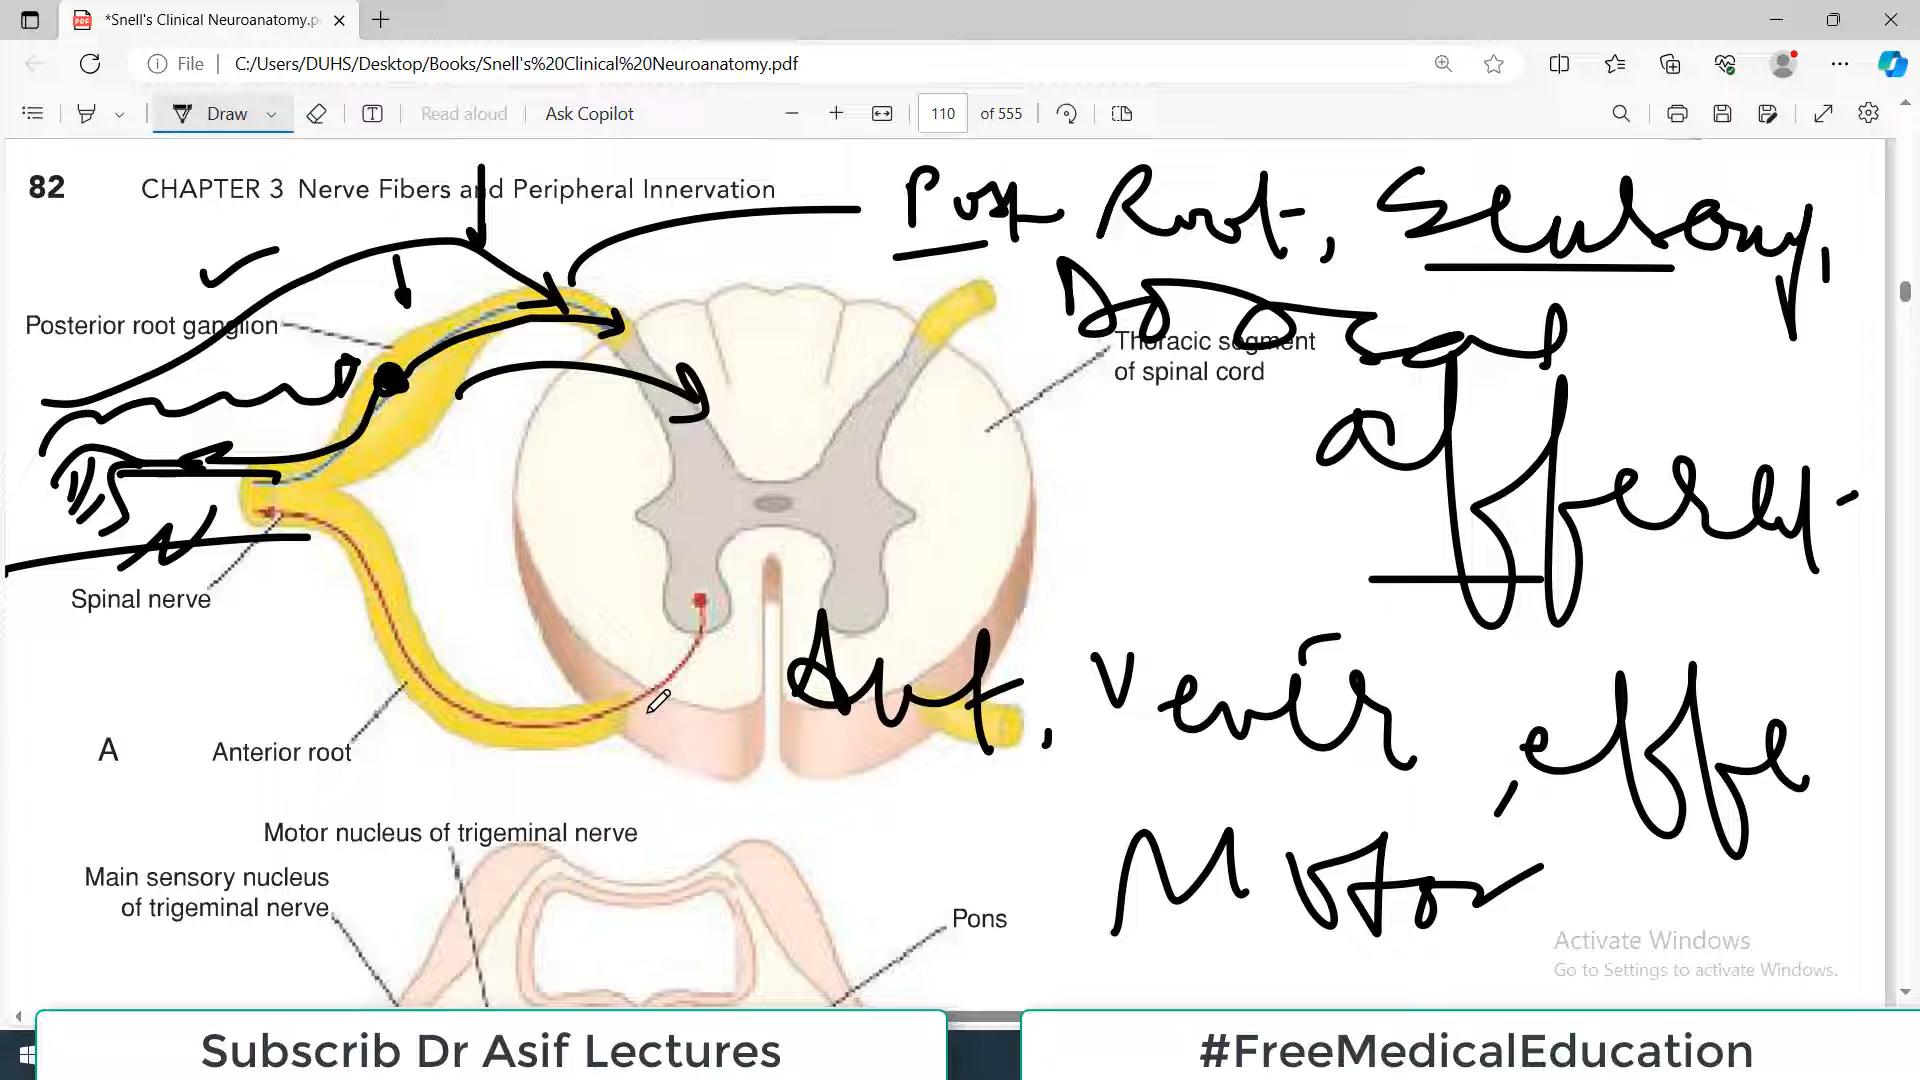 *Snell's Clinical Neuroanatomy.p
File C:/Users/DUHS/Desktop/Books/Snell's%20Clinical%20Neuroanatomy.pdf
Draw Read aloud Ask Copilot 110 of 555
82 CHAPTER 3 Nerve Fibers and Peripheral Innervation
Post Root, Sensory,
Dorsal
Posterior root ganglion
Thoracic segment
of spinal cord
afferent
Spinal nerve
Ant, effe
A Anterior root
Motor
Motor nucleus of trigeminal nerve
Main sensory nucleus
of trigeminal nerve
Pons
Activate Windows
Go to Settings to activate Windows.
Subscrib Dr Asif Lectures
#FreeMedicalEducation